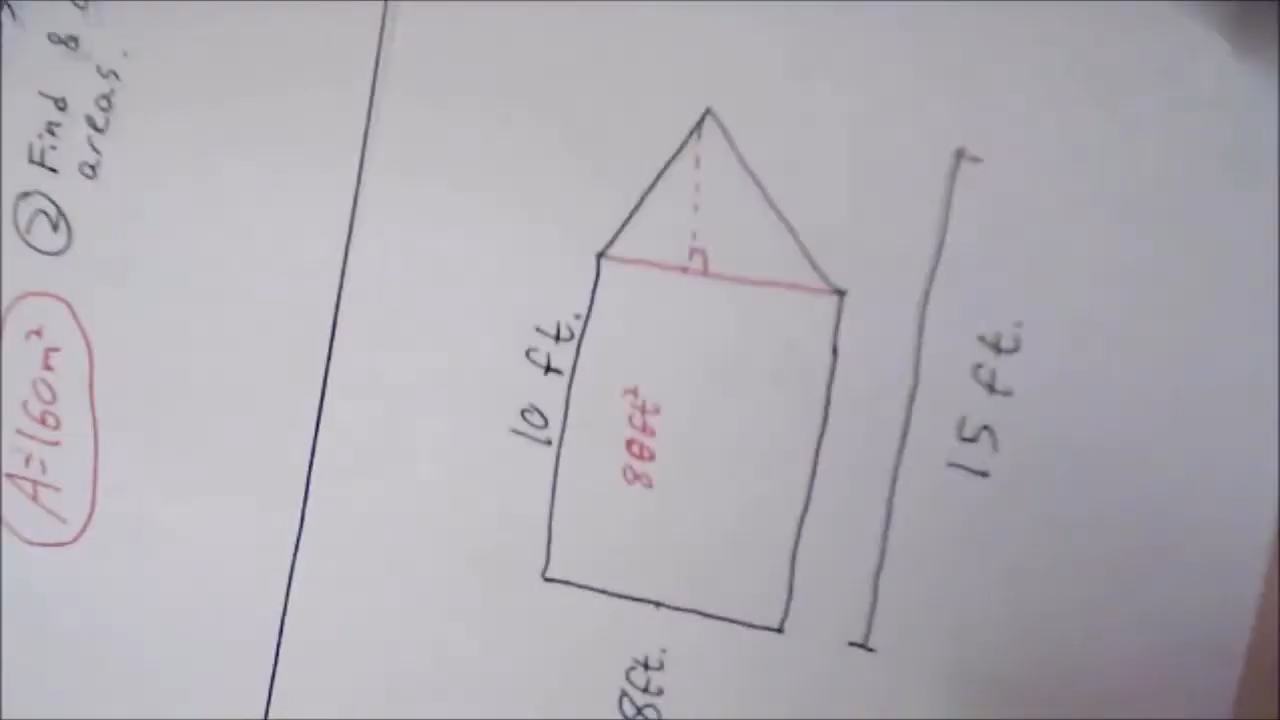 ② Find &
areas.
A=160m²
10 ft.
80ft²
8ft.
15 ft.